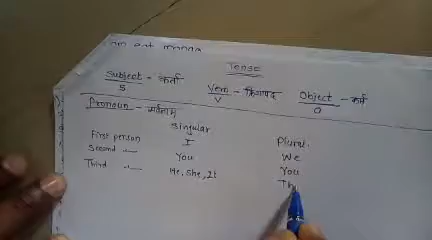 Tense
Subject - कर्ता Verb - क्रियापद Object - कर्म
S V O
Pronoun - सर्वनाम
Singular Plural.
First person I We
Second —"— You You
Third —"— He, She, It Th